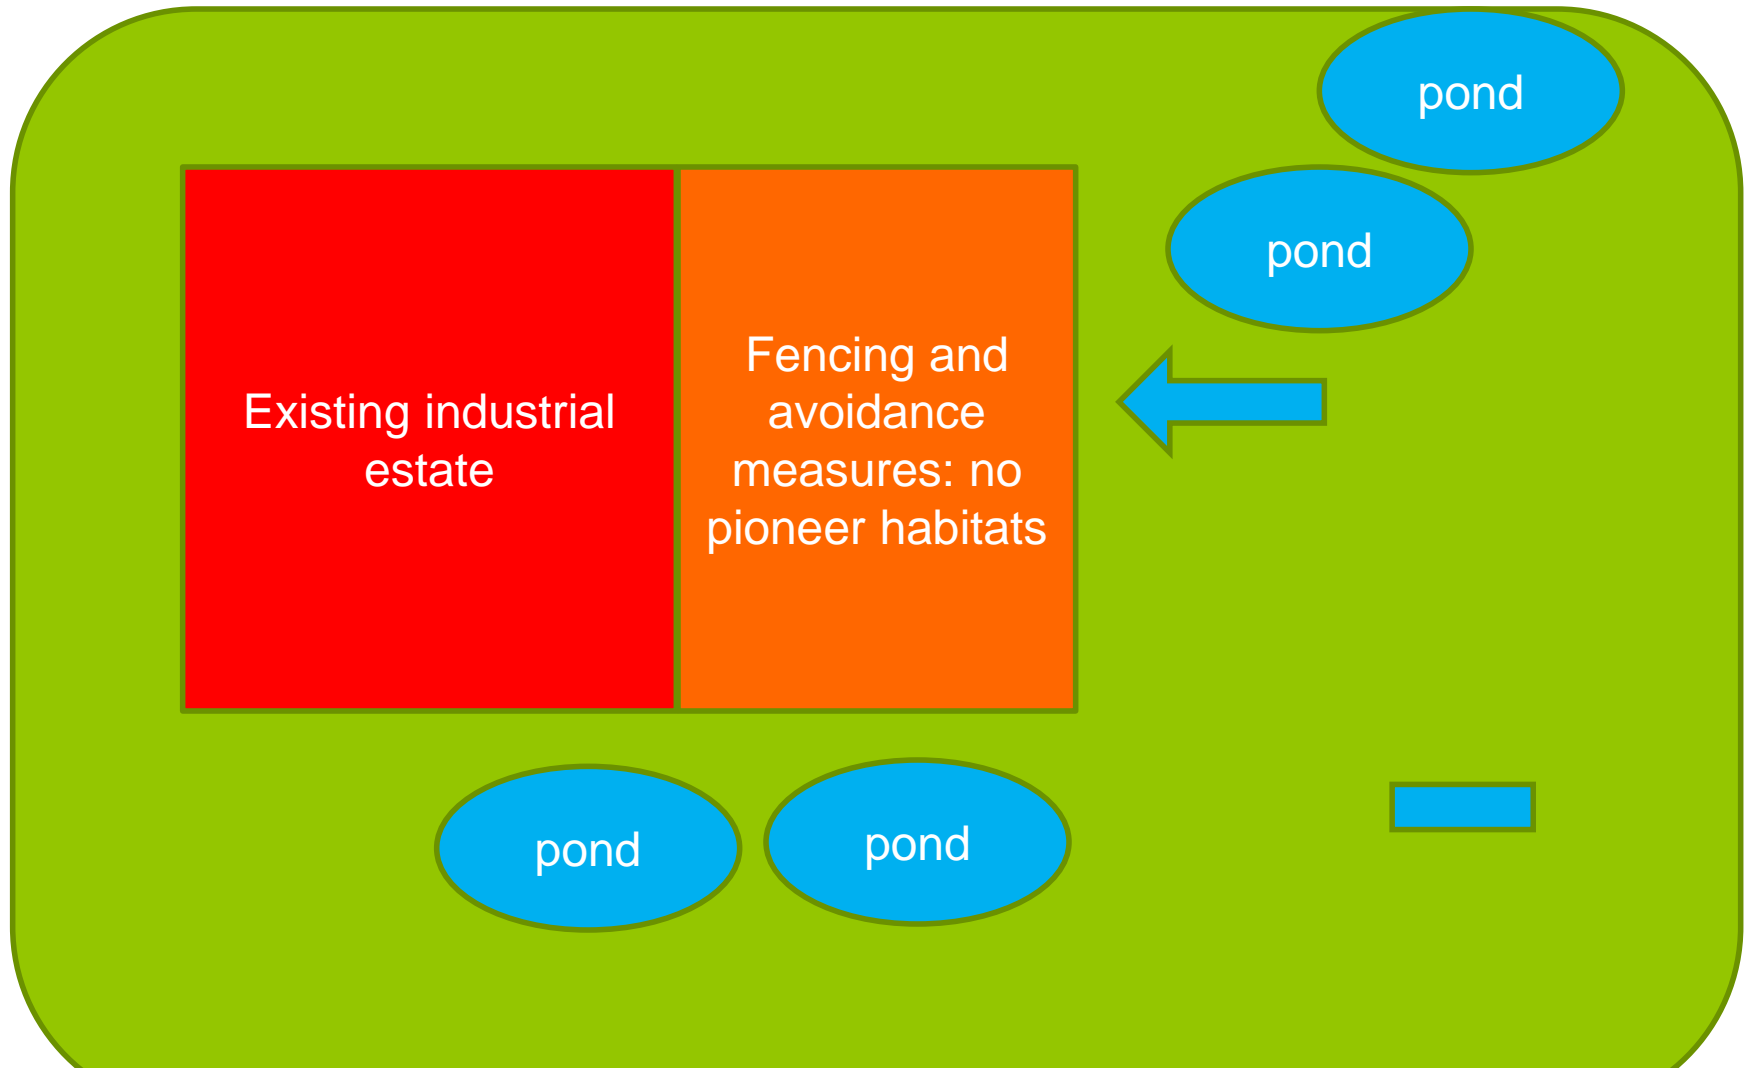 pond
pond
Existing industrial
estate
Fencing and
avoidance
measures: no
pioneer habitats
pond
pond